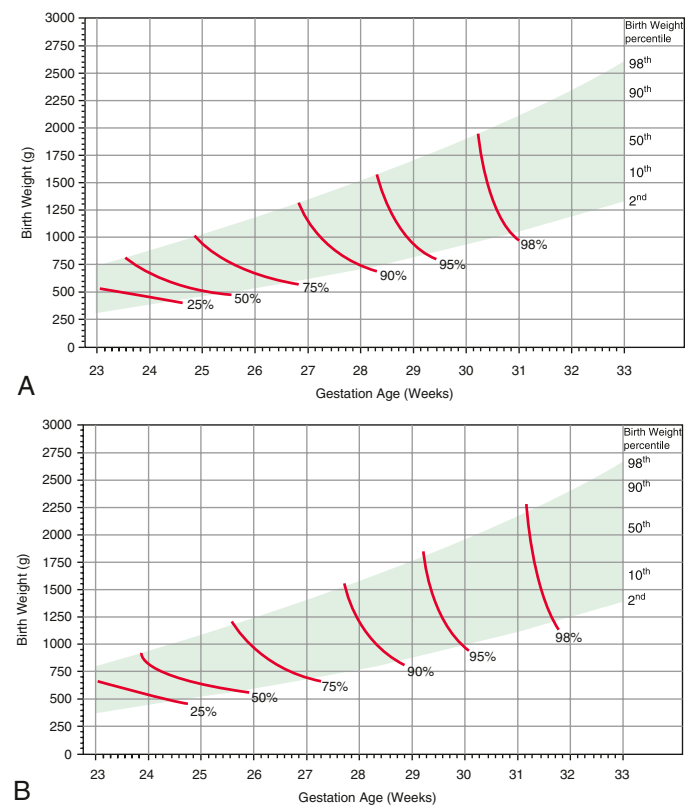 3000
Birth Weight
percentile
2750
98th
2500
90th
2250
2000
50th
1750
1500
10th
1250
2nd
1000
98%
95%
750
90%
75%
500
50%
25%
250
0
Birth Weight (g)
23 24 25 26 27 28 29 30 31 32 33
A
Gestation Age (Weeks)
3000
Birth Weight
percentile
2750
98th
2500
90th
2250
2000
50th
1750
10th
1500
2nd
1250
98%
1000
95%
750
90%
75%
50%
500
25%
250
0
Birth Weight (g)
23 24 25 26 27 28 29 30 31 32 33
B
Gestation Age (Weeks)